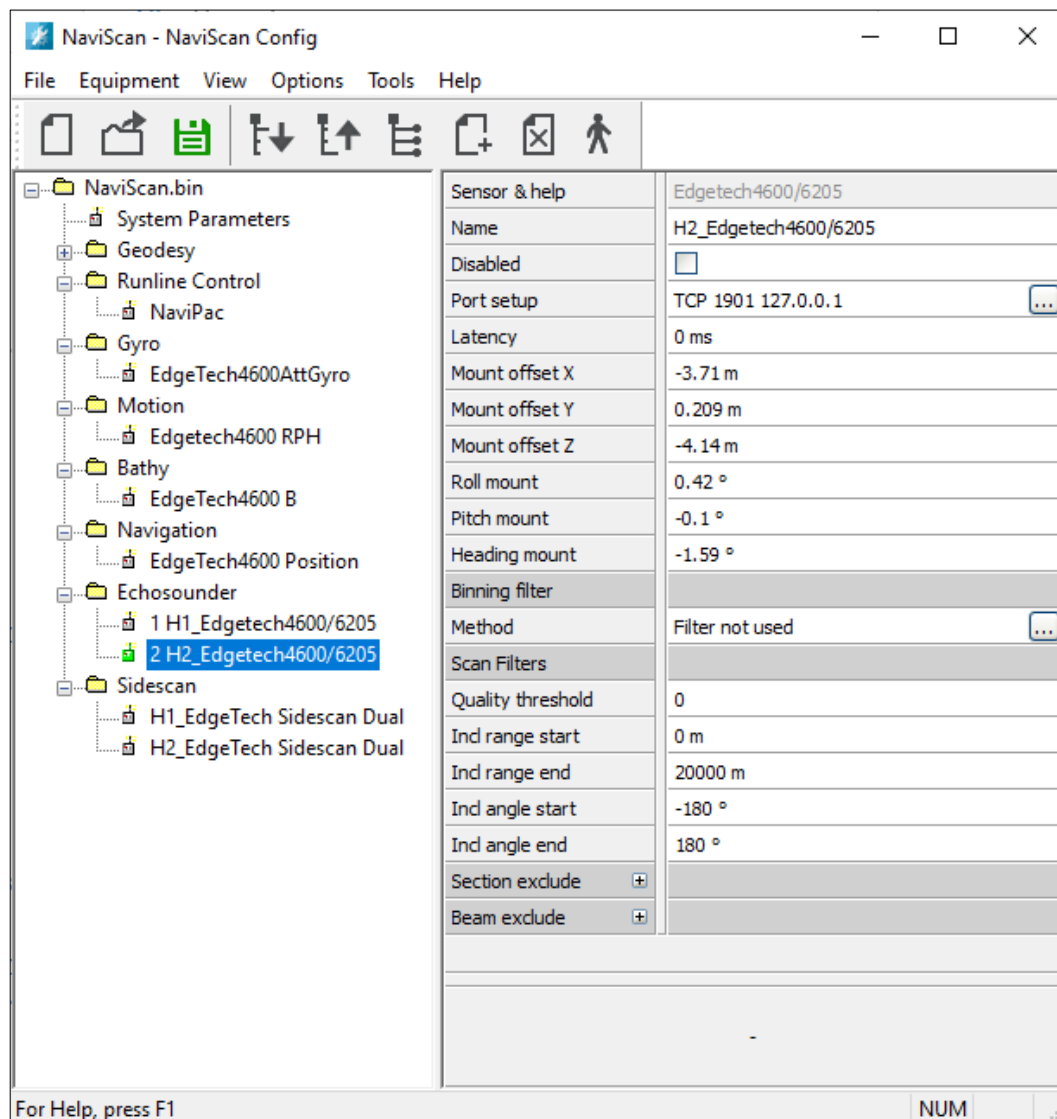 NaviScan - NaviScan Config
File Equipment View Options Tools Help
NaviScan.bin
System Parameters
Geodesy
Runline Control
NaviPac
Gyro
EdgeTech4600AttGyro
Motion
Edgetech4600 RPH
Bathy
EdgeTech4600 B
Navigation
EdgeTech4600 Position
Echosounder
1 H1_Edgetech4600/6205
2 H2_Edgetech4600/6205
Sidescan
H1_EdgeTech Sidescan Dual
H2_EdgeTech Sidescan Dual
Sensor & help Edgetech4600/6205
Name H2_Edgetech4600/6205
Disabled
Port setup TCP 1901 127.0.0.1 ...
Latency 0 ms
Mount offset X -3.71 m
Mount offset Y 0.209 m
Mount offset Z -4.14 m
Roll mount 0.42 °
Pitch mount -0.1 °
Heading mount -1.59 °
Binning filter
Method Filter not used ...
Scan Filters
Quality threshold 0
Incl range start 0 m
Incl range end 20000 m
Incl angle start -180 °
Incl angle end 180 °
Section exclude
Beam exclude
-
For Help, press F1 NUM